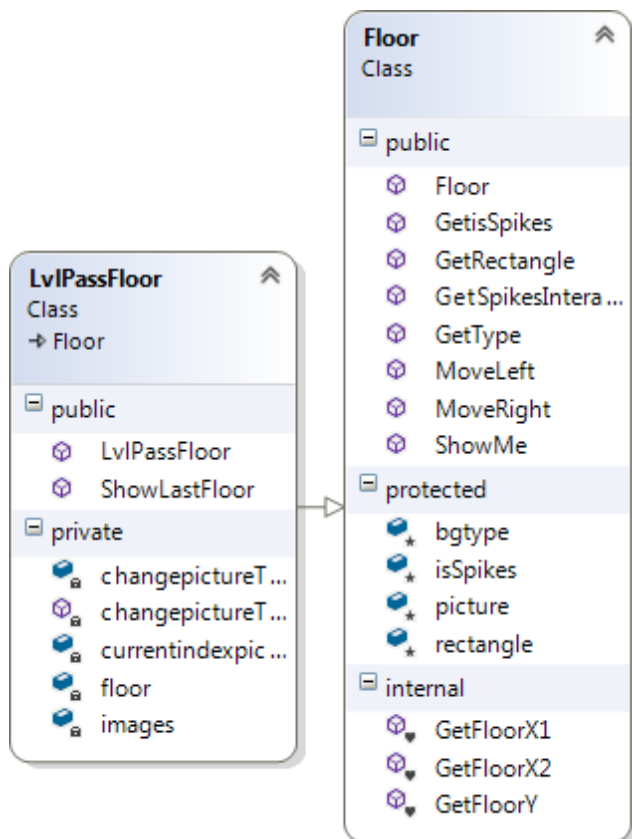 LvlPassFloor
Class
Floor
public
LvlPassFloor
ShowLastFloor
private
changepictureT...
changepictureT...
currentindexpic...
floor
images
Floor
Class
public
Floor
GetisSpikes
GetRectangle
GetSpikesIntera...
GetType
MoveLeft
MoveRight
ShowMe
protected
bgtype
isSpikes
picture
rectangle
internal
GetFloorX1
GetFloorX2
GetFloorY